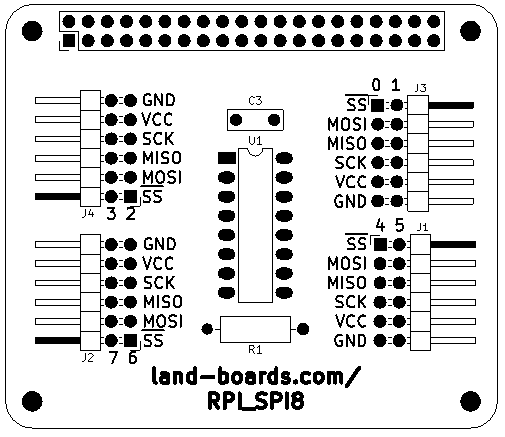 0 1
J3
SS
MOSI
MISO
SCK
VCC
GND
C3
U1
GND
VCC
SCK
MISO
MOSI
SS
J4
3 2
4 5
J1
SS
MOSI
MISO
SCK
VCC
GND
GND
VCC
SCK
MISO
MOSI
SS
J2
7 6
R1
land-boards.com/
RPI_SPI8